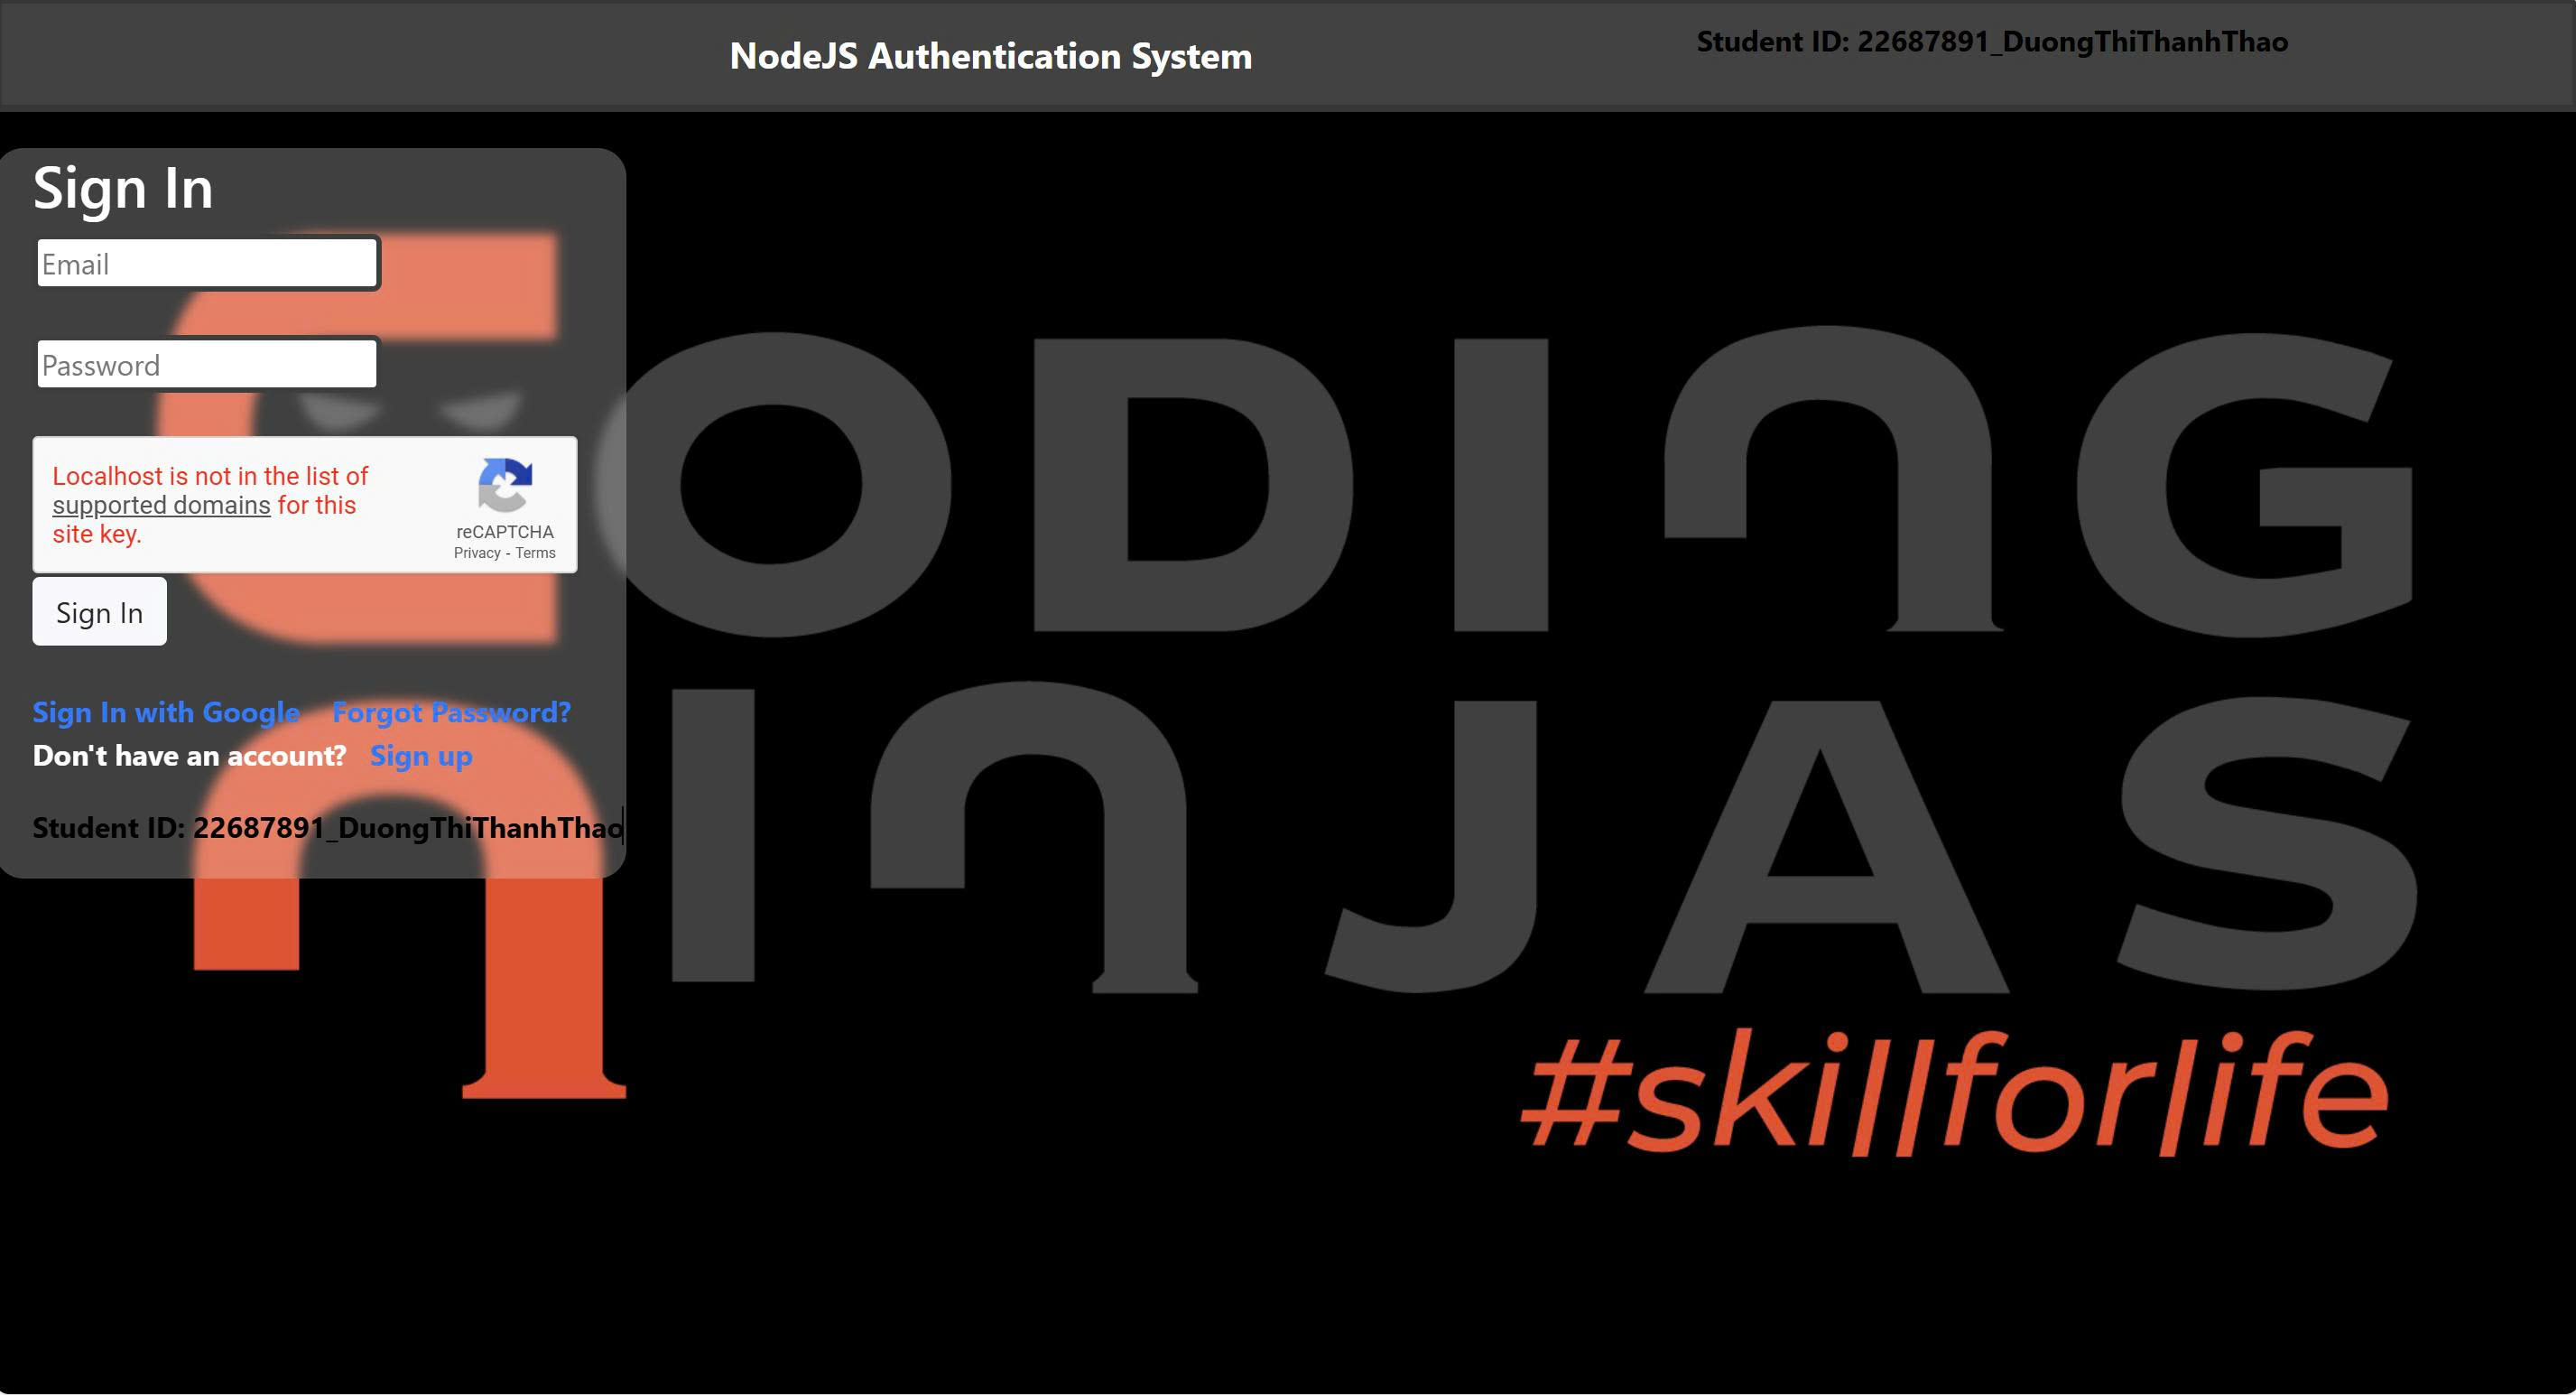 NodeJS Authentication System
Student ID: 22687891_DuongThiThanhThao
Sign In
Email
Password
Localhost is not in the list of
supported domains for this
site key.
reCAPTCHA
Privacy - Terms
Sign In
Sign In with Google Forgot Password?
Don't have an account? Sign up
Student ID: 22687891_DuongThiThanhThao
CODING
NINJAS
#skillforlife